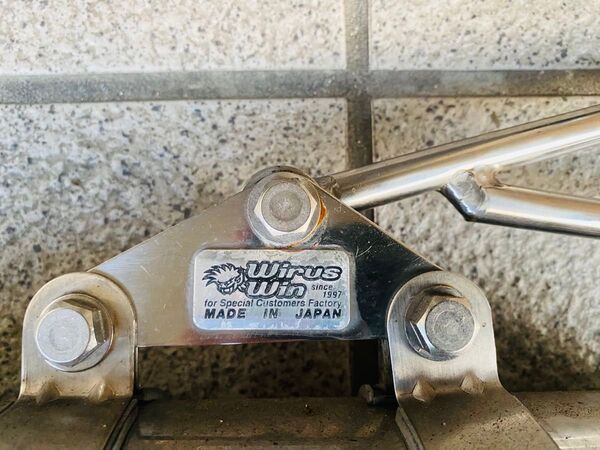 Wirus
Win since
1997
for Special Customers Factory.
MADE IN JAPAN